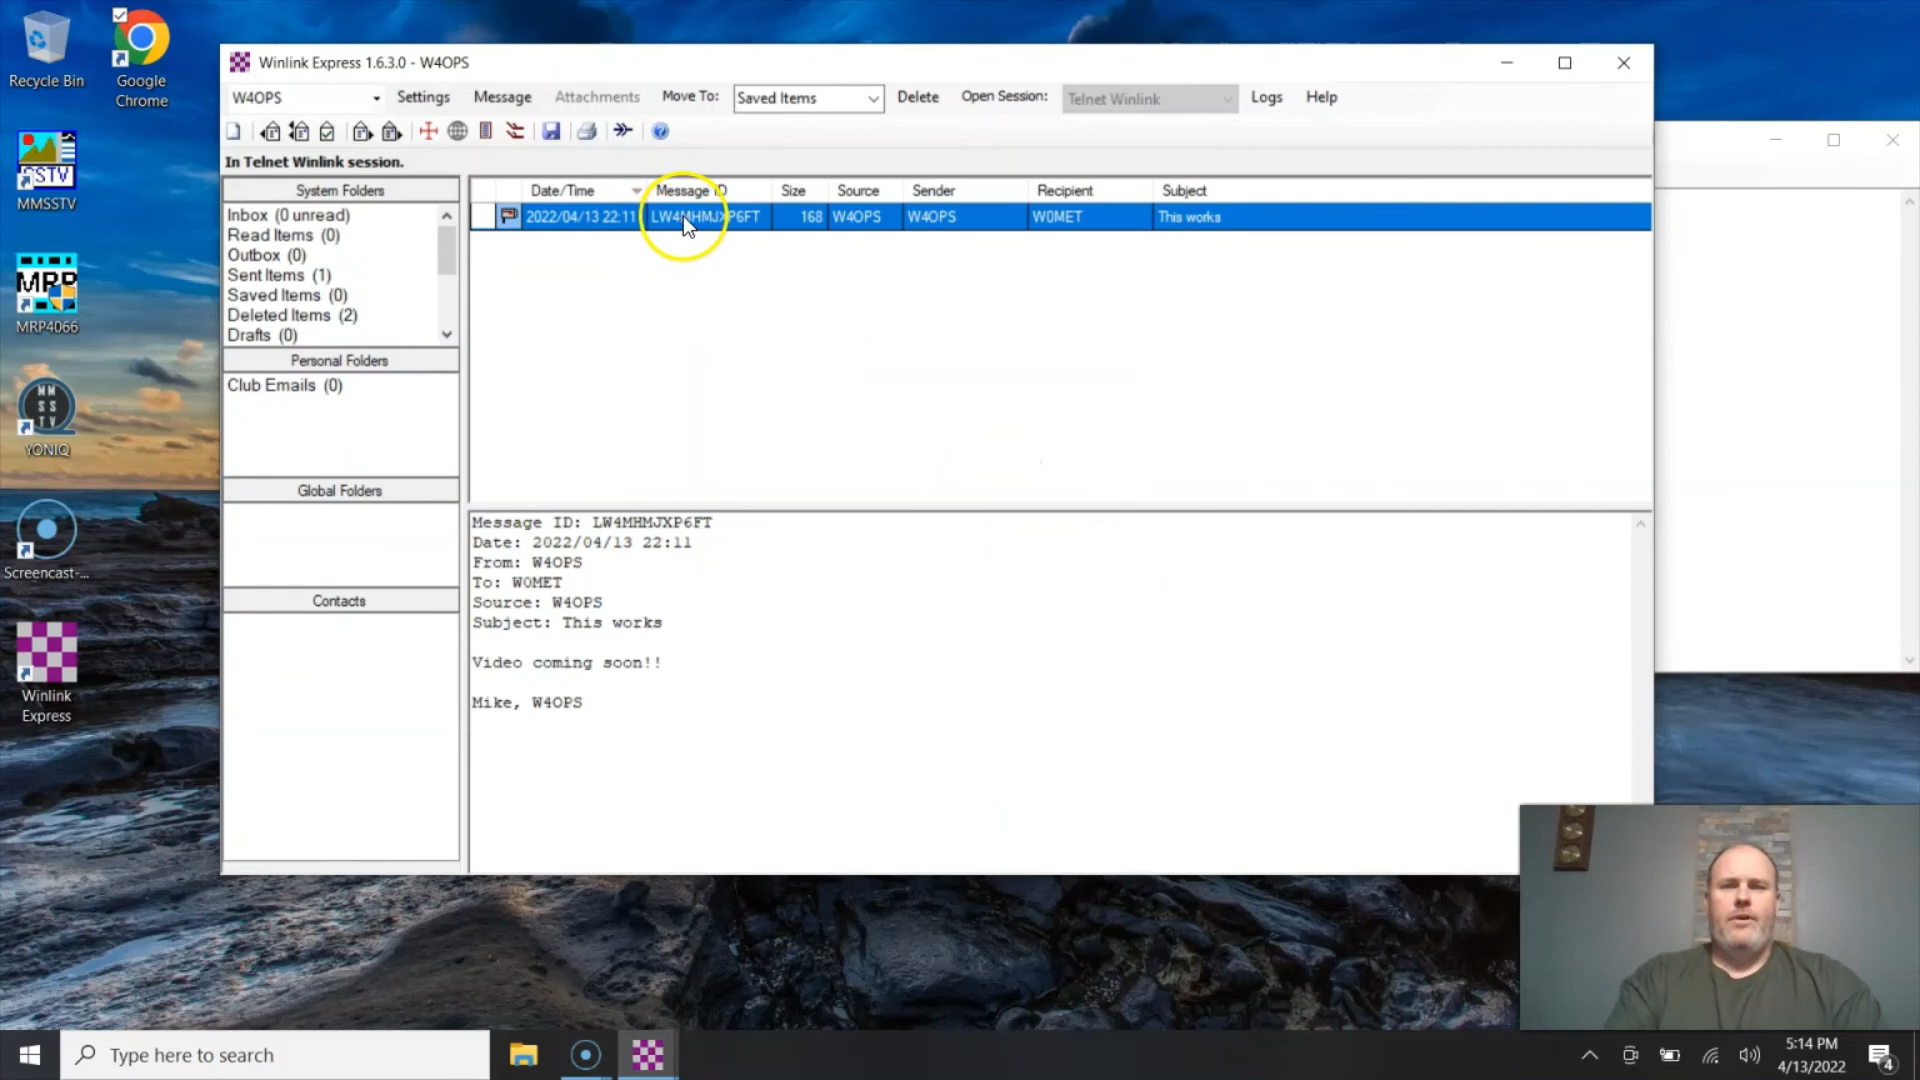 Recycle Bin
Google
Chrome
MMSSTV
MRP
MRP4066
MM
SS
TV
YONIQ
Screencast-...
Winlink
Express
Winlink Express 1.6.3.0 - W4OPS
W4OPS Settings Message Attachments Move To: Saved Items Delete Open Session: Telnet Winlink Logs Help
In Telnet Winlink session.
System Folders
Inbox (0 unread)
Read Items (0)
Outbox (0)
Sent Items (1)
Saved Items (0)
Deleted Items (2)
Drafts (0)
Personal Folders
Club Emails (0)
Global Folders
Contacts
Date/Time Message ID Size Source Sender Recipient Subject
2022/04/13 22:11 LW4MHMJXP6FT 168 W4OPS W4OPS W0MET This works
Message ID: LW4MHMJXP6FT
Date: 2022/04/13 22:11
From: W4OPS
To: W0MET
Source: W4OPS
Subject: This works
Video coming soon!!
Mike, W4OPS
Type here to search
5:14 PM
4/13/2022
4